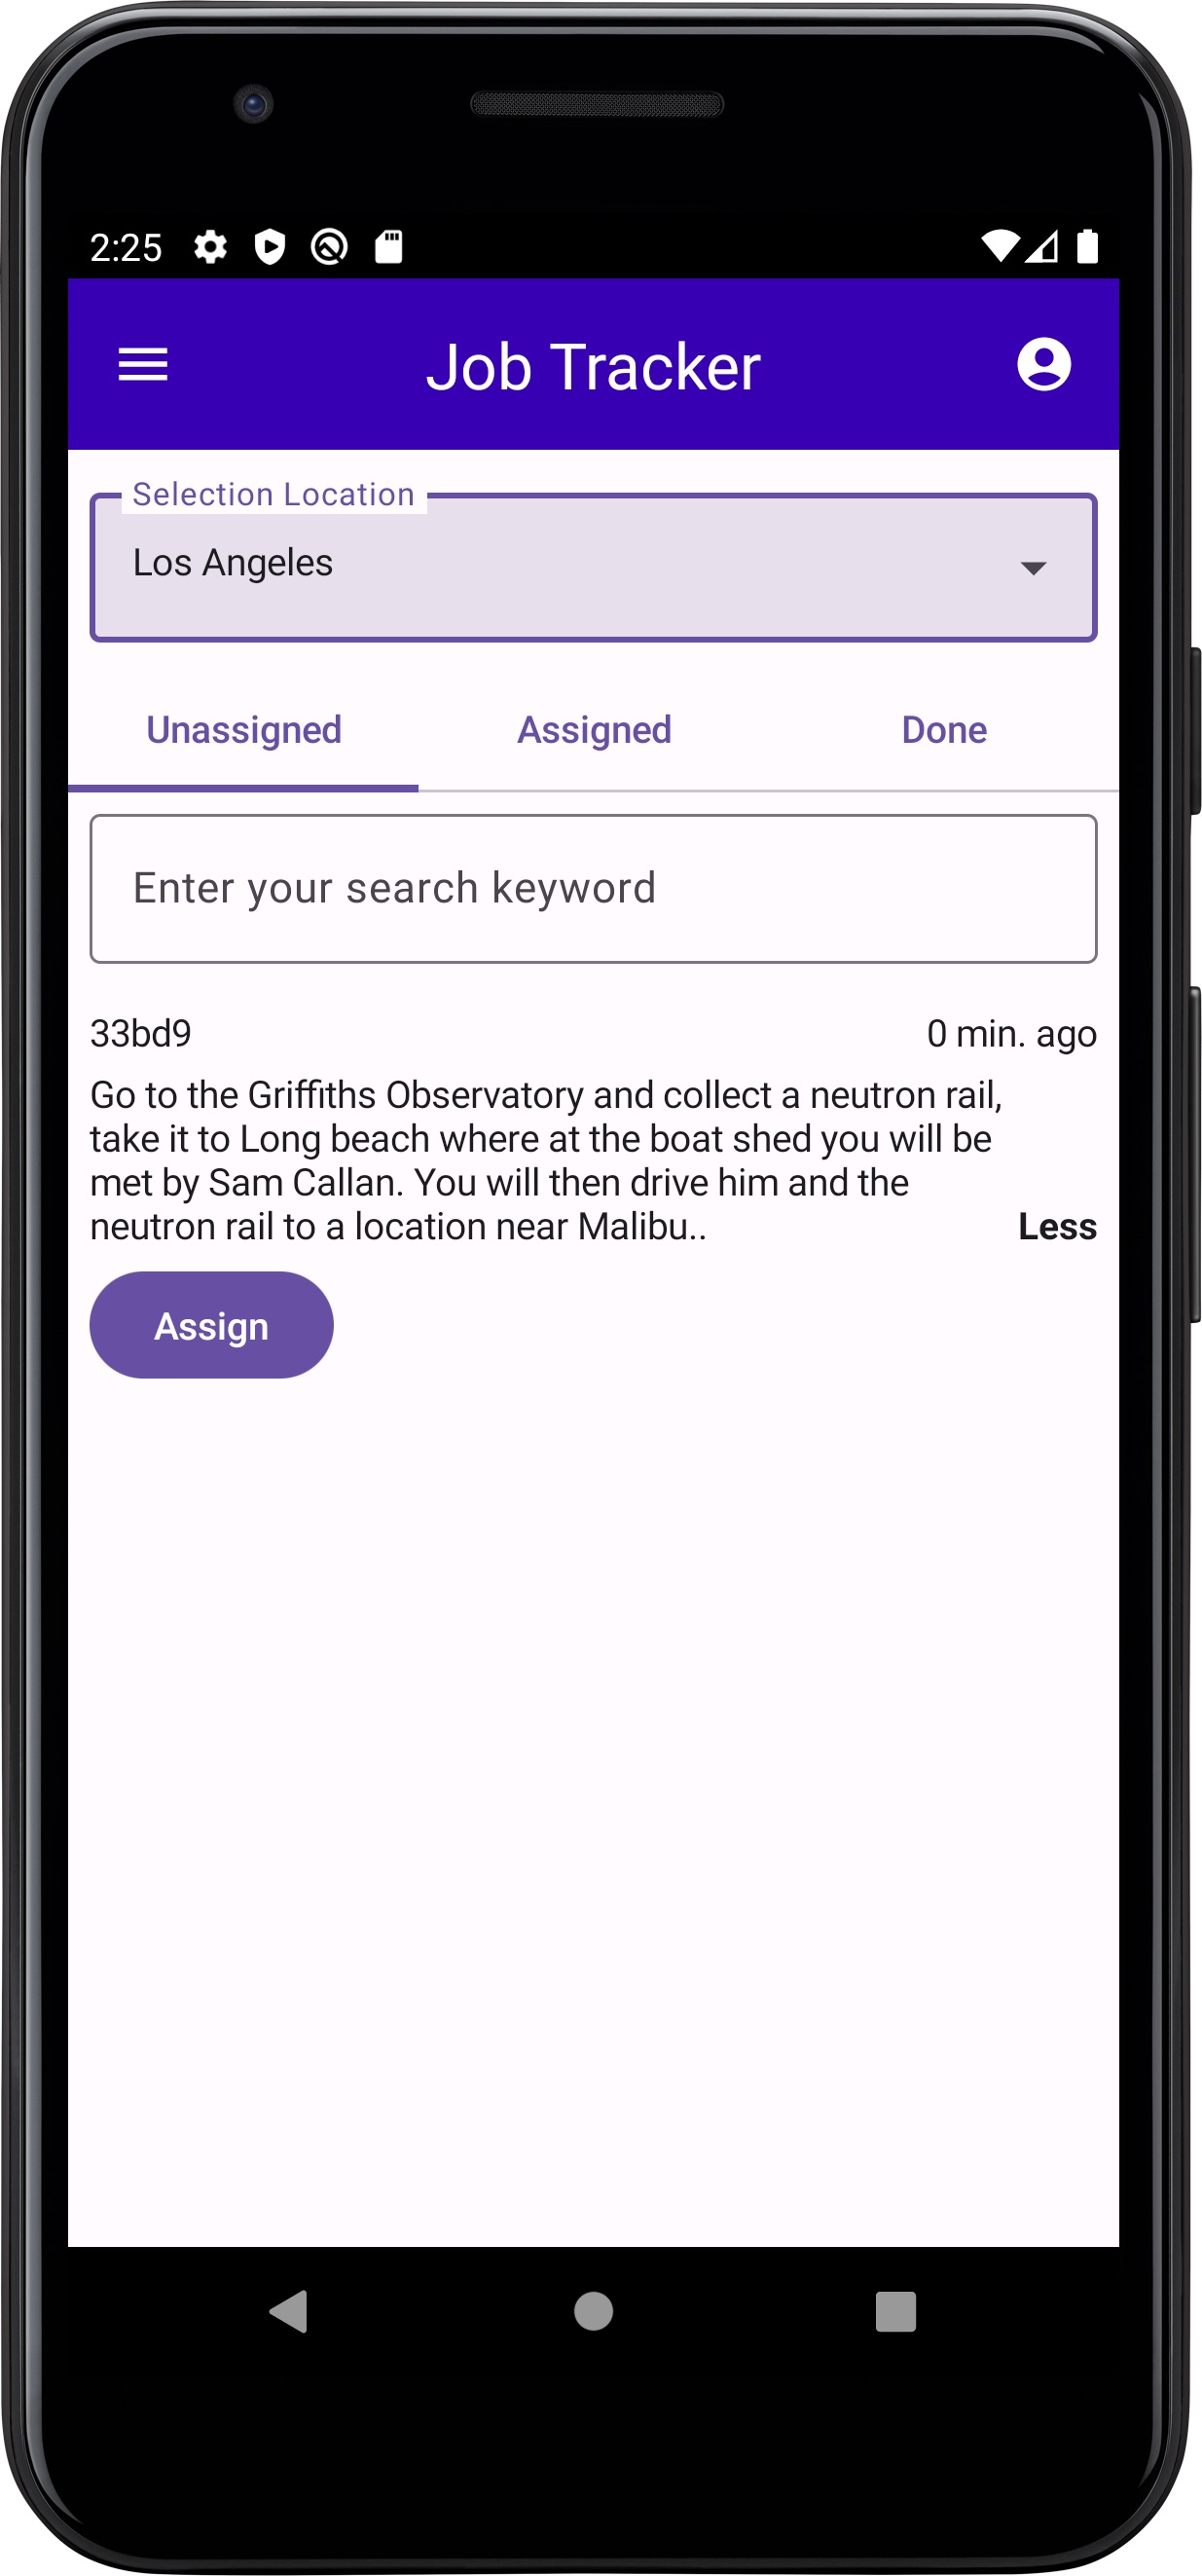 2:25
Job Tracker
Selection Location
Los Angeles
Unassigned Assigned Done
Enter your search keyword
33bd9 0 min. ago
Go to the Griffiths Observatory and collect a neutron rail,
take it to Long beach where at the boat shed you will be
met by Sam Callan. You will then drive him and the
neutron rail to a location near Malibu.. Less
Assign